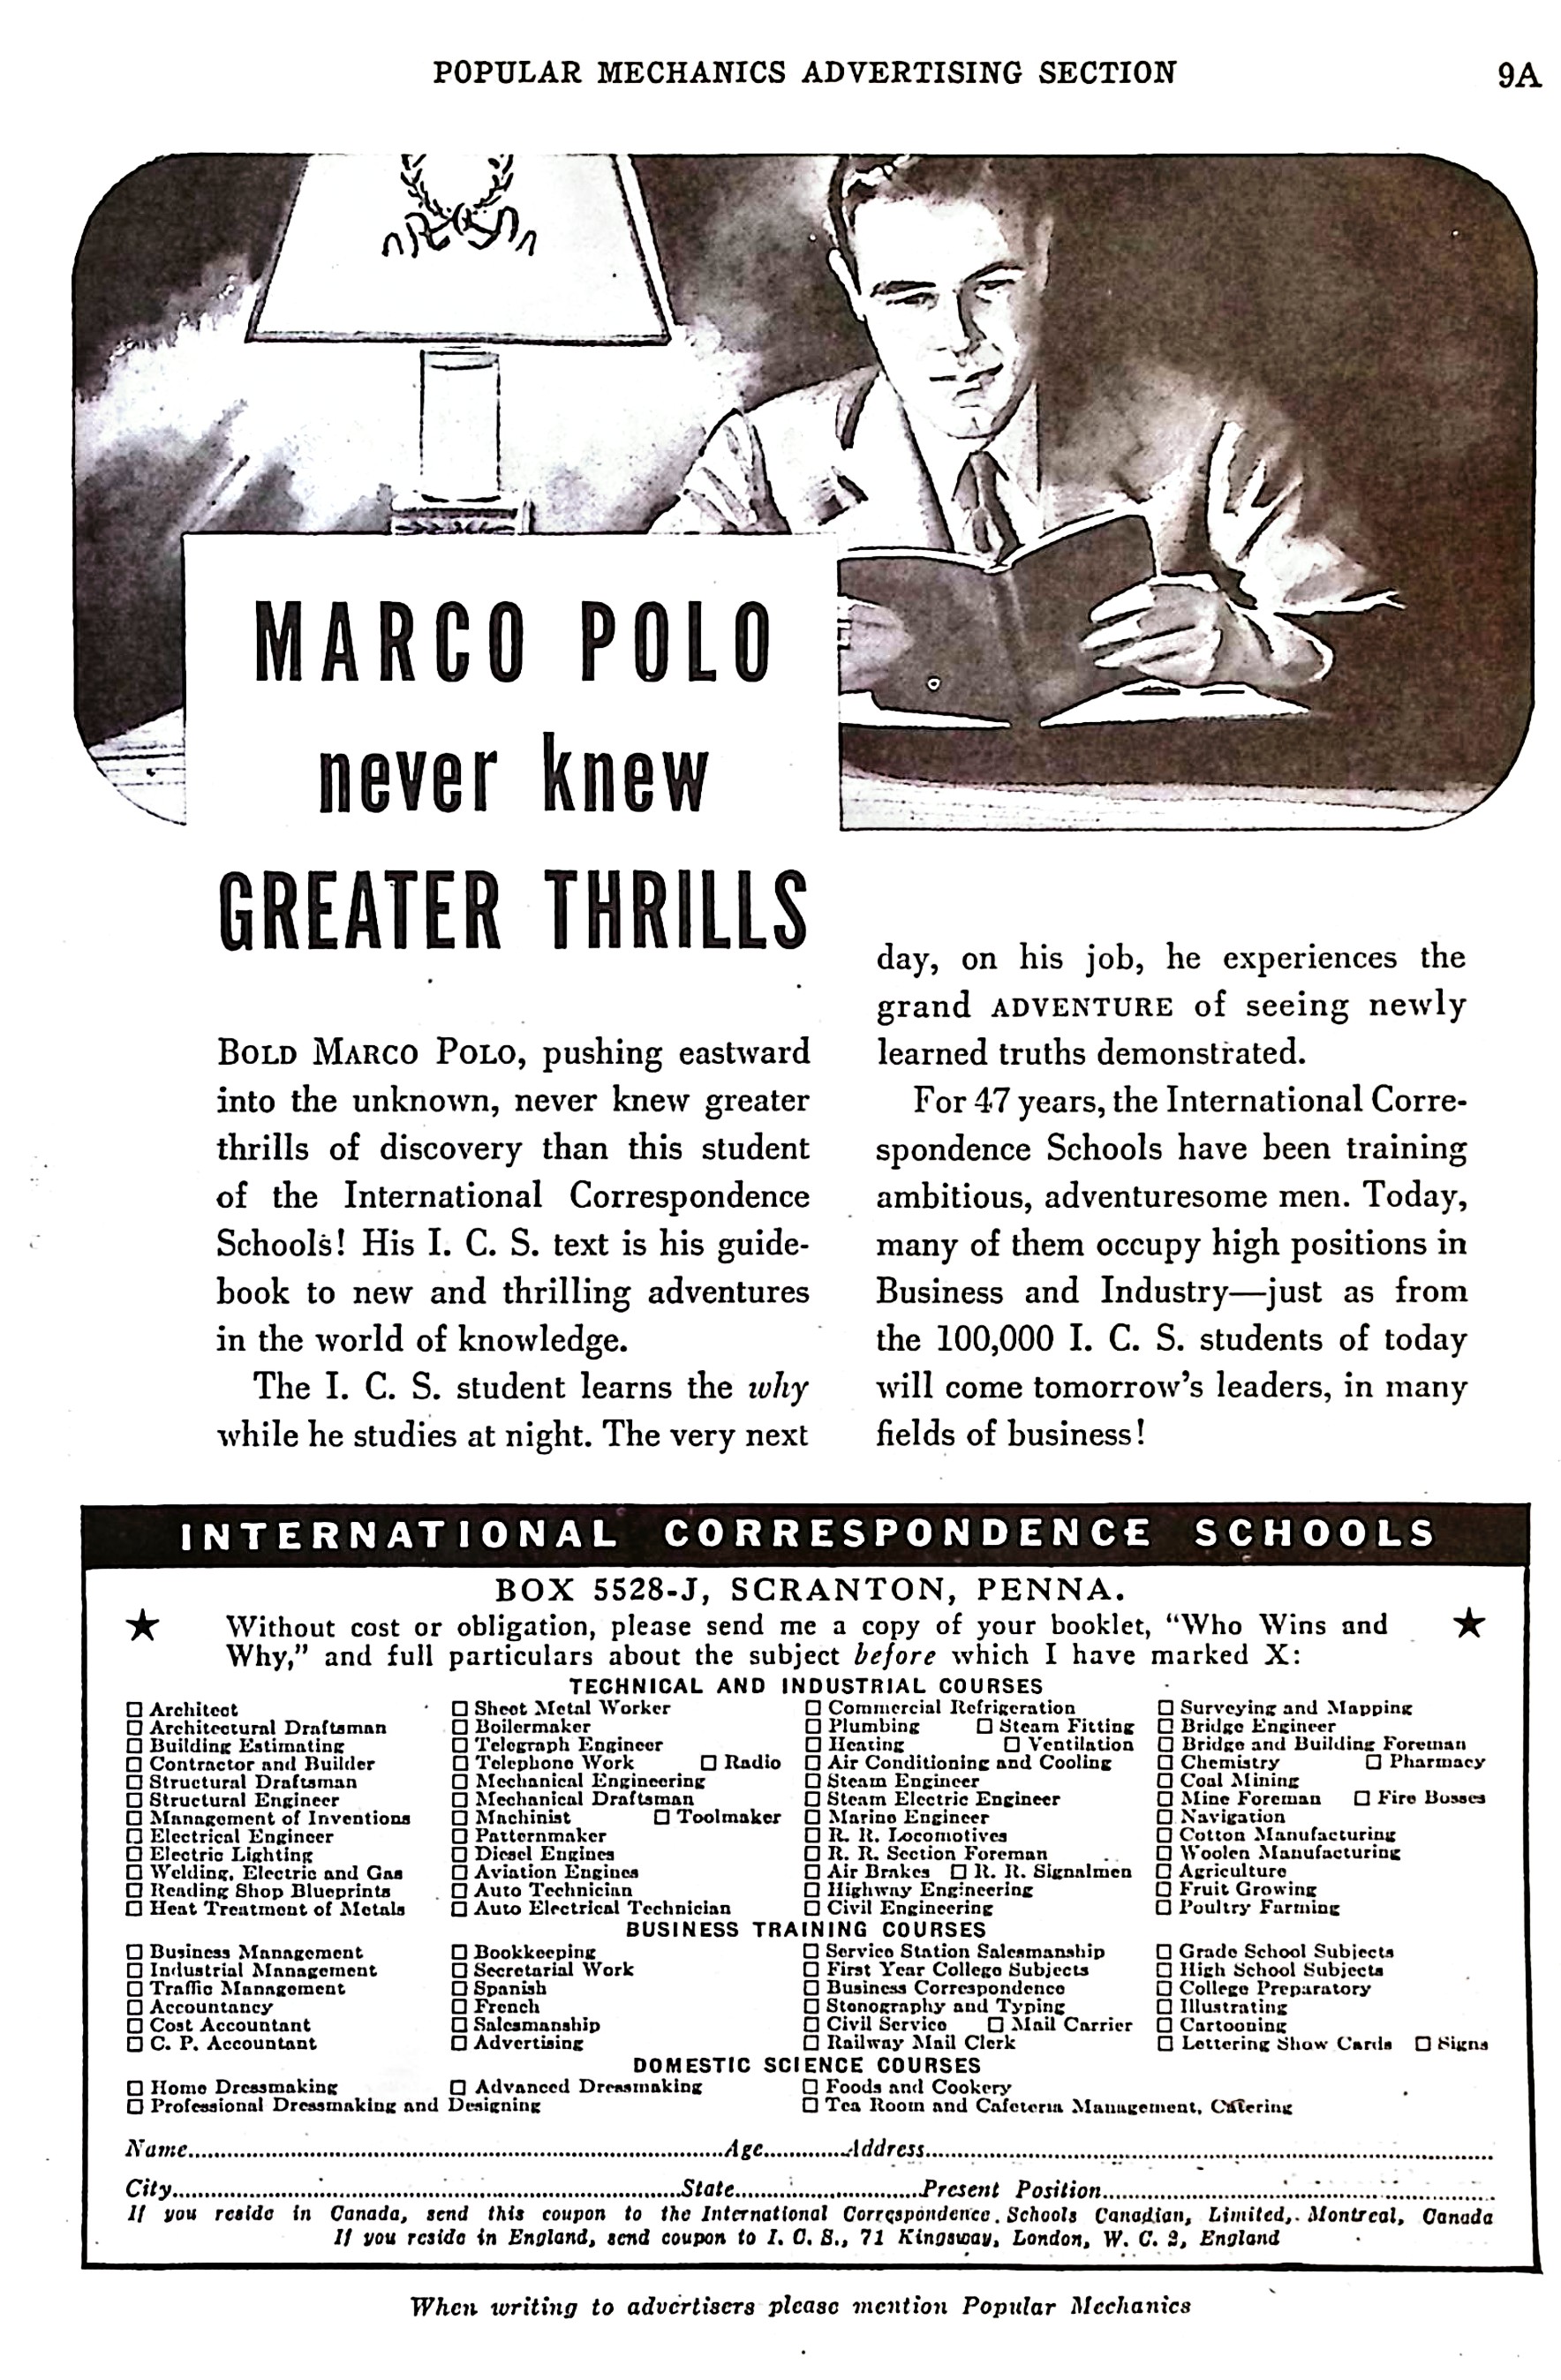 POPULAR MECHANICS ADVERTISING SECTION 9A
MARCO POLO
never knew
GREATER THRILLS
BOLD MARCO POLO, pushing eastward
into the unknown, never knew greater
thrills of discovery than this student
of the International Correspondence
Schools! His I. C. S. text is his guide-
book to new and thrilling adventures
in the world of knowledge.
The I. C. S. student learns the why
while he studies at night. The very next
day, on his job, he experiences the
grand ADVENTURE of seeing newly
learned truths demonstrated.
For 47 years, the International Corre-
spondence Schools have been training
ambitious, adventuresome men. Today,
many of them occupy high positions in
Business and Industry—just as from
the 100,000 I. C. S. students of today
will come tomorrow's leaders, in many
fields of business!
INTERNATIONAL CORRESPONDENCE SCHOOLS
BOX 5528-J, SCRANTON, PENNA.
★ Without cost or obligation, please send me a copy of your booklet, "Who Wins and ★
Why," and full particulars about the subject before which I have marked X:
TECHNICAL AND INDUSTRIAL COURSES
☐ Architect
☐ Architectural Draftsman
☐ Building Estimating
☐ Contractor and Builder
☐ Structural Draftsman
☐ Structural Engineer
☐ Management of Inventions
☐ Electrical Engineer
☐ Electric Lighting
☐ Welding, Electric and Gas
☐ Reading Shop Blueprints
☐ Heat Treatment of Metals
☐ Sheet Metal Worker
☐ Boilermaker
☐ Telegraph Engineer
☐ Telephone Work ☐ Radio
☐ Mechanical Engineering
☐ Mechanical Draftsman
☐ Machinist ☐ Toolmaker
☐ Patternmaker
☐ Diesel Engines
☐ Aviation Engines
☐ Auto Technician
☐ Auto Electrical Technician
☐ Commercial Refrigeration
☐ Plumbing ☐ Steam Fitting
☐ Heating ☐ Ventilation
☐ Air Conditioning and Cooling
☐ Steam Engineer
☐ Steam Electric Engineer
☐ Marine Engineer
☐ R. R. Locomotives
☐ R. R. Section Foreman
☐ Air Brakes ☐ R. R. Signalmen
☐ Highway Engineering
☐ Civil Engineering
☐ Surveying and Mapping
☐ Bridge Engineer
☐ Bridge and Building Foreman
☐ Chemistry ☐ Pharmacy
☐ Coal Mining
☐ Mine Foreman ☐ Fire Bosses
☐ Navigation
☐ Cotton Manufacturing
☐ Woolen Manufacturing
☐ Agriculture
☐ Fruit Growing
☐ Poultry Farming
BUSINESS TRAINING COURSES
☐ Business Management
☐ Industrial Management
☐ Traffic Management
☐ Accountancy
☐ Cost Accountant
☐ C. P. Accountant
☐ Bookkeeping
☐ Secretarial Work
☐ Spanish
☐ French
☐ Salesmanship
☐ Advertising
☐ Service Station Salesmanship
☐ First Year College Subjects
☐ Business Correspondence
☐ Stenography and Typing
☐ Civil Service ☐ Mail Carrier
☐ Railway Mail Clerk
☐ Grade School Subjects
☐ High School Subjects
☐ College Preparatory
☐ Illustrating
☐ Cartooning
☐ Lettering Show Cards ☐ Signs
DOMESTIC SCIENCE COURSES
☐ Home Dressmaking
☐ Professional Dressmaking and Designing
☐ Advanced Dressmaking
☐ Foods and Cookery
☐ Tea Room and Cafeteria Management, Catering
Name..........Age..........Address..........
City..........State..........Present Position..........
If you reside in Canada, send this coupon to the International Correspondence Schools Canadian, Limited, Montreal, Canada
If you reside in England, send coupon to I. C. S., 71 Kingsway, London, W. C. 2, England
When writing to advertisers please mention Popular Mechanics